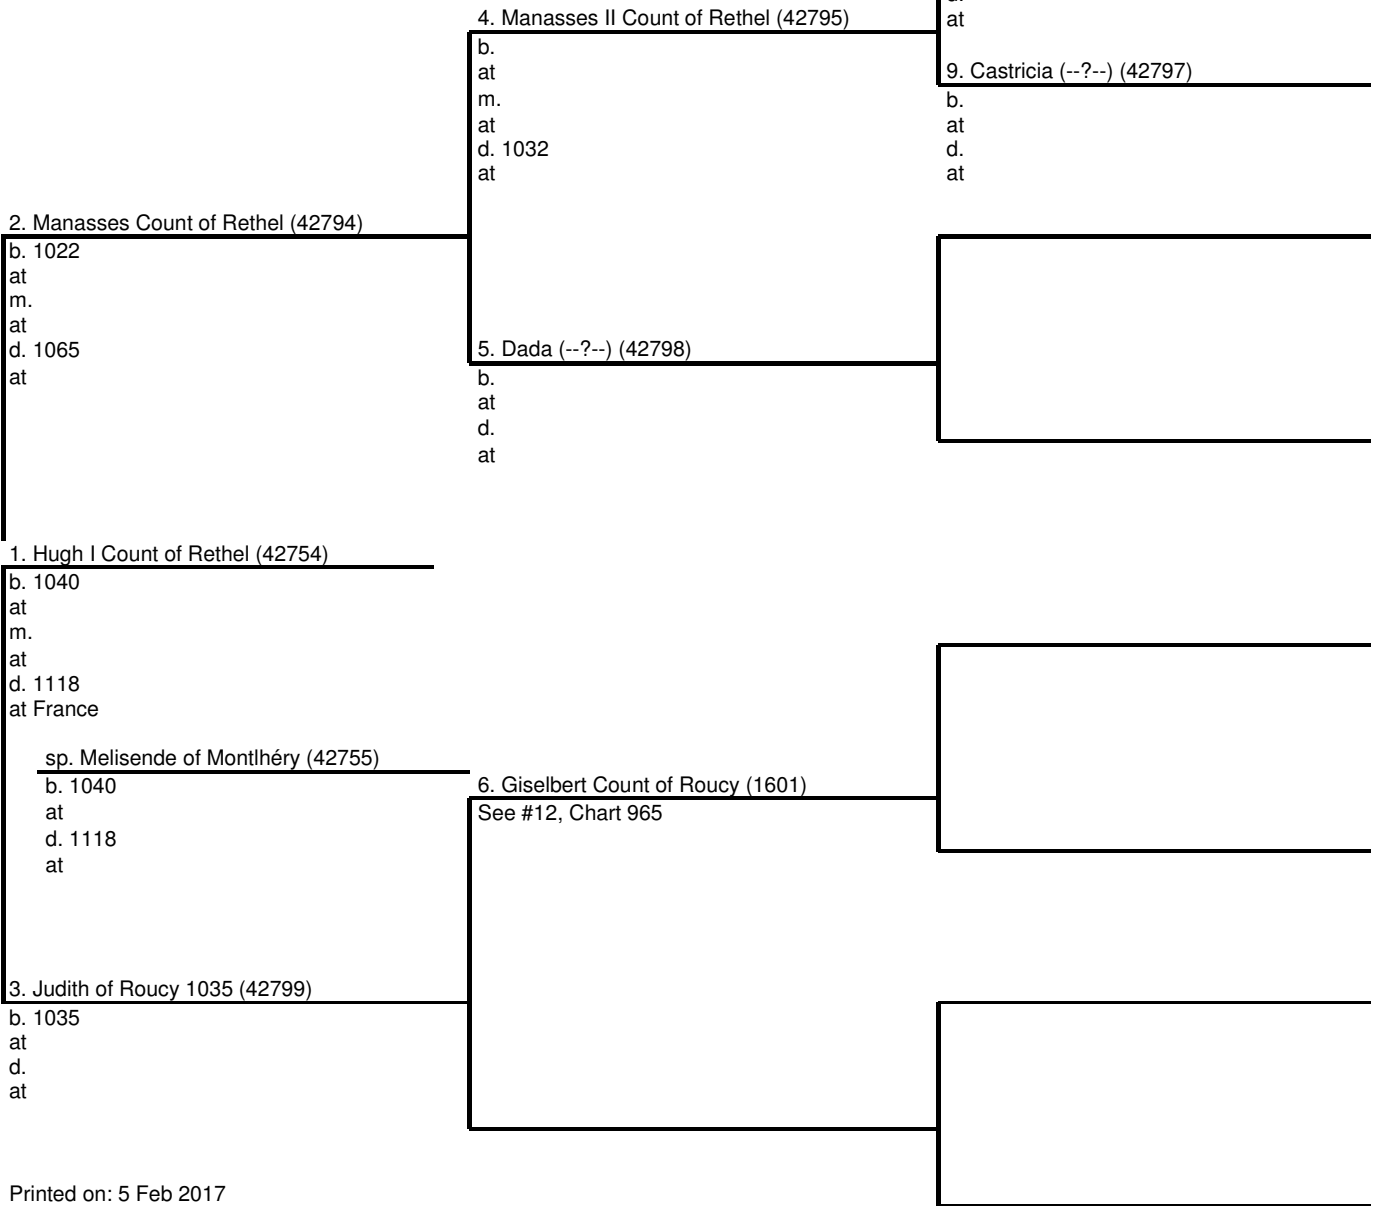 4. Manasses II Count of Rethel (42795)
b.
at
m.
at
d. 1032
at
at
9. Castricia (--?--) (42797)
b.
at
d.
at
2. Manasses Count of Rethel (42794)
b. 1022
at
m.
at
d. 1065
at
5. Dada (--?--) (42798)
b.
at
d.
at
1. Hugh I Count of Rethel (42754)
b. 1040
at
m.
at
d. 1118
at France
sp. Melisende of Montlhéry (42755)
b. 1040
at
d. 1118
at
6. Giselbert Count of Roucy (1601)
See #12, Chart 965
3. Judith of Roucy 1035 (42799)
b. 1035
at
d.
at
Printed on: 5 Feb 2017